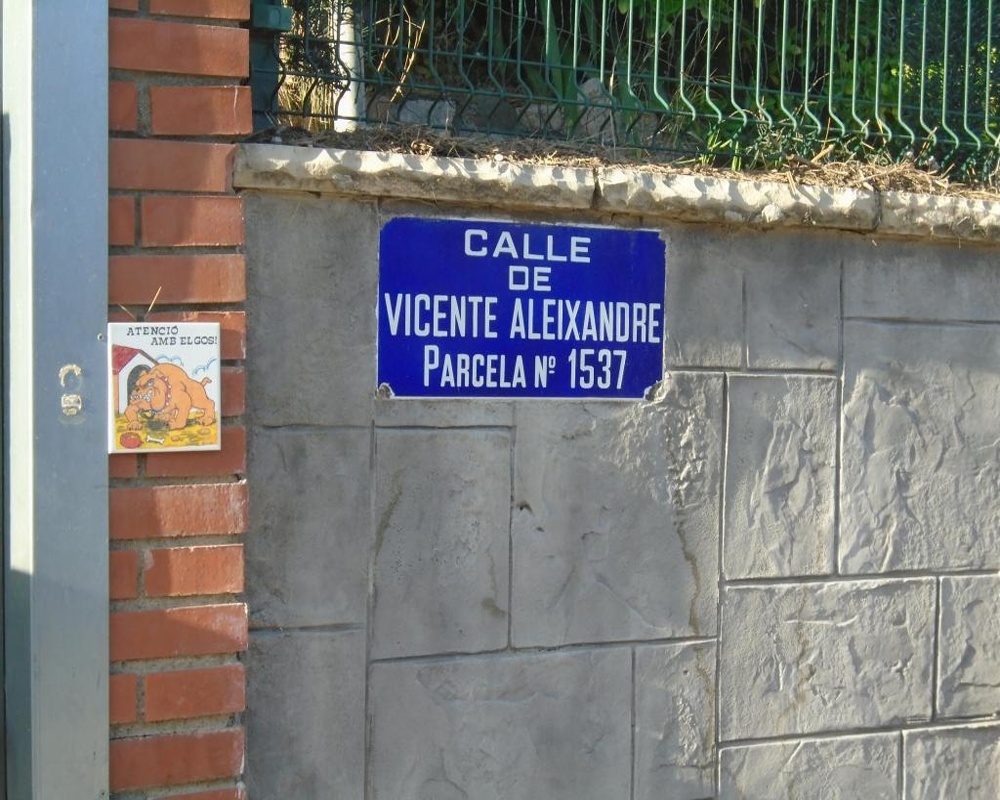 CALLE
DE
VICENTE ALEIXANDRE
PARCELA Nº 1537
ATENCIÓ
AMB EL GOS!